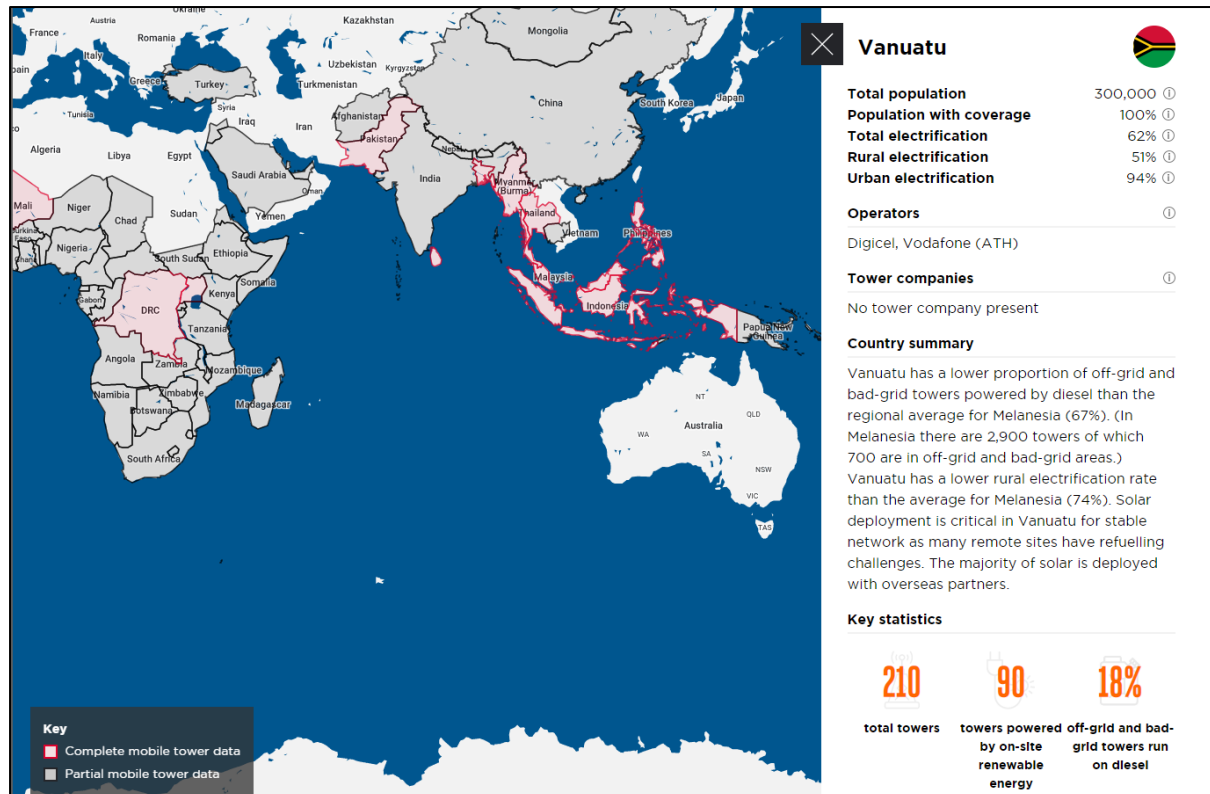 Ukraine
Kazakhstan
Mongolia
France
Romania
Uzbekistan
Kyrgyzstan
Italy
Turkmenistan
Greece
Turkey
China
South Korea
Japan
Tunisia
Syria
Iraq
Iran
Afghanistan
Pakistan
Nepal
Algeria
Libya
Egypt
Saudi Arabia
Oman
India
Myanmar
(Burma)
Mali
Niger
Chad
Sudan
Yemen
Thailand
Vietnam
Philippines
Nigeria
South Sudan
Ethiopia
Somalia
Malaysia
Gabon
Kenya
DRC
Indonesia
Tanzania
Papua New
Guinea
Angola
Zambia
Mozambique
Namibia
Zimbabwe
Botswana
Madagascar
South Africa
NT
QLD
Australia
WA
SA
NSW
VIC
TAS
Key
Complete mobile tower data
Partial mobile tower data
Vanuatu
Total population 300,000
Population with coverage 100%
Total electrification 62%
Rural electrification 51%
Urban electrification 94%
Operators
Digicel, Vodafone (ATH)
Tower companies
No tower company present
Country summary
Vanuatu has a lower proportion of off-grid and
bad-grid towers powered by diesel than the
regional average for Melanesia (67%). (In
Melanesia there are 2,900 towers of which
700 are in off-grid and bad-grid areas.)
Vanuatu has a lower rural electrification rate
than the average for Melanesia (74%). Solar
deployment is critical in Vanuatu for stable
network as many remote sites have refuelling
challenges. The majority of solar is deployed
with overseas partners.
Key statistics
210
total towers
90
towers powered
by on-site
renewable
energy
18%
off-grid and bad-
grid towers run
on diesel